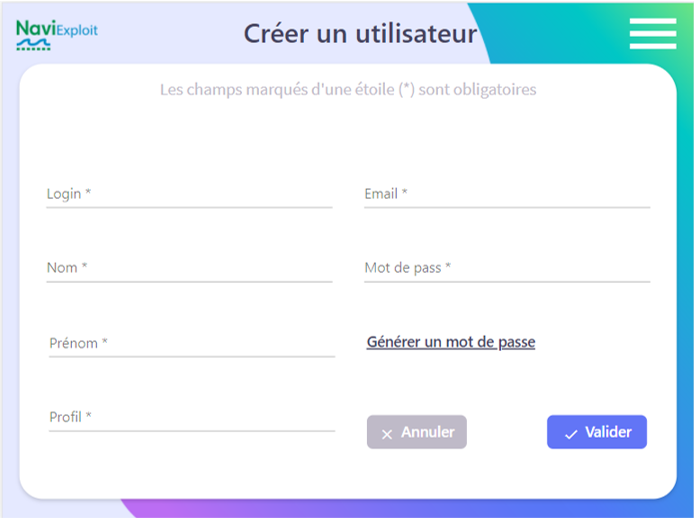 NaviExploit
Créer un utilisateur
Les champs marqués d'une étoile (*) sont obligatoires
Login *
Email *
Nom *
Mot de pass *
Prénom *
Générer un mot de passe
Profil *
Annuler
Valider